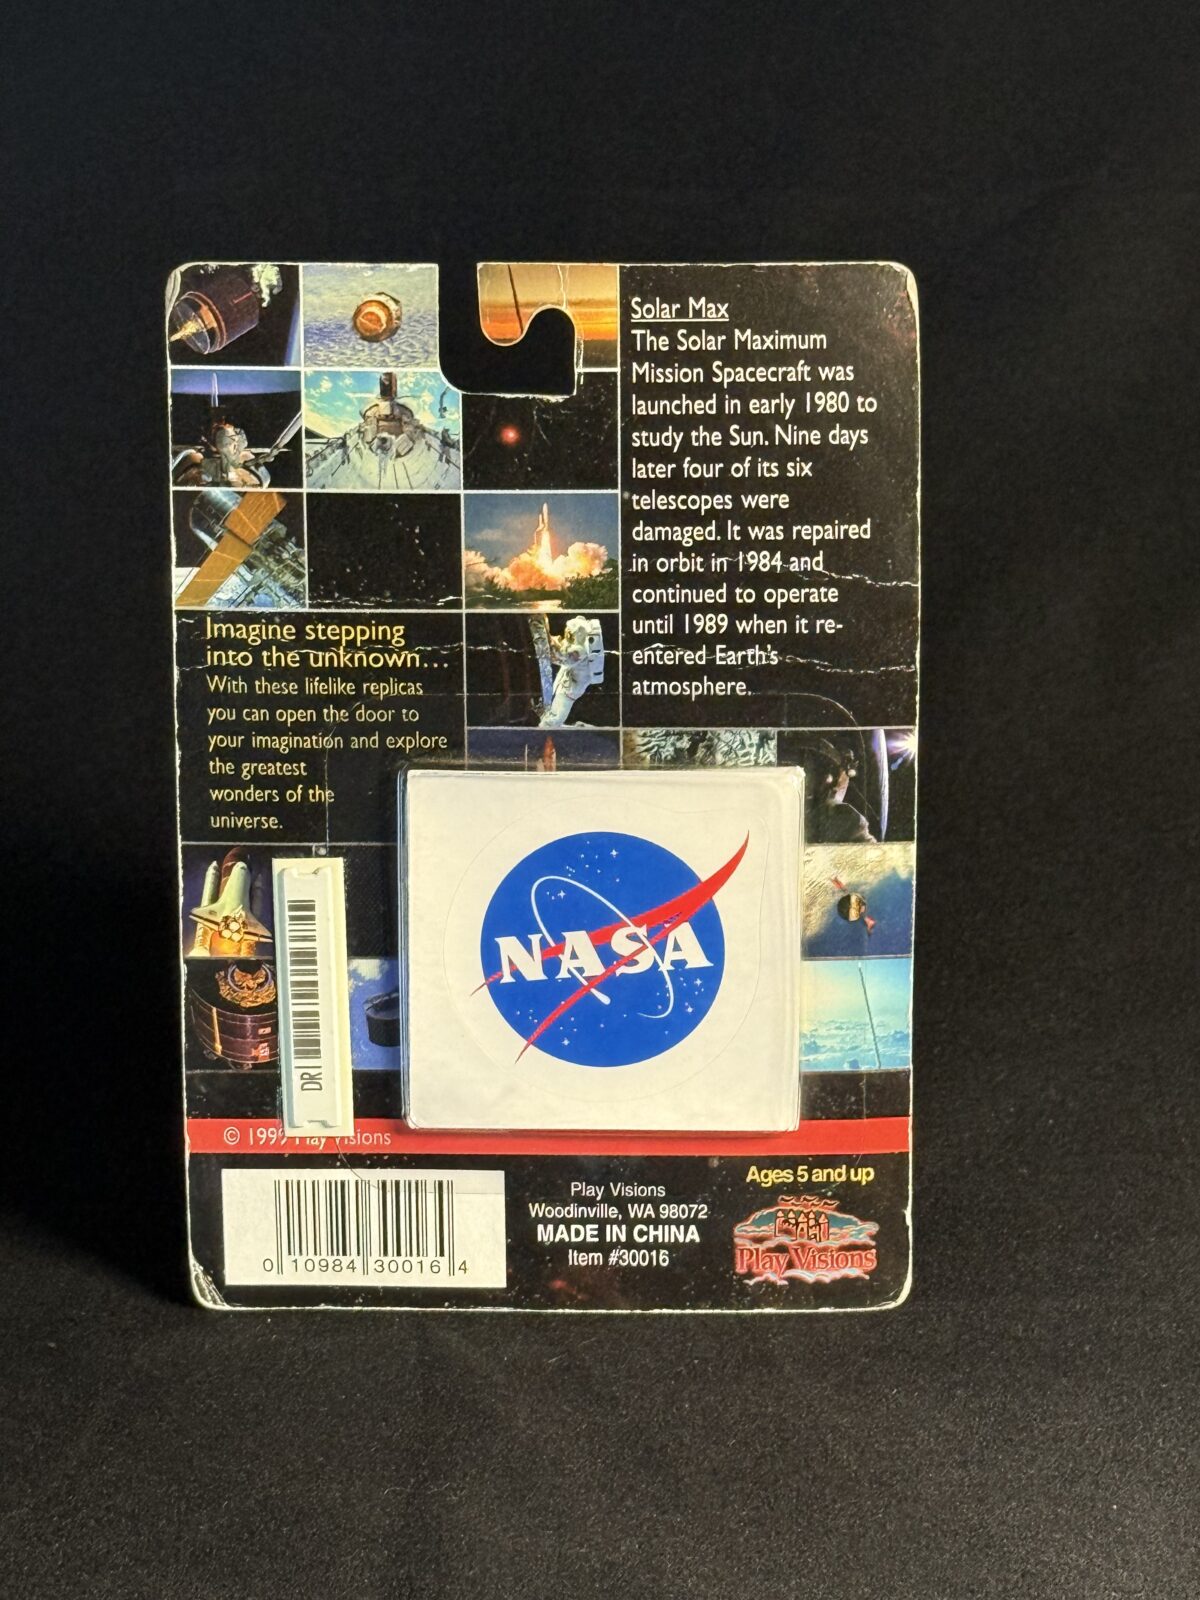 Solar Max
The Solar Maximum
Mission Spacecraft was
launched in early 1980 to
study the Sun. Nine days
later four of its six
telescopes were
damaged. It was repaired
in orbit in 1984 and
continued to operate
until 1989 when it re-
entered Earth's
atmosphere.
Imagine stepping
into the unknown...
With these lifelike replicas
you can open the door to
your imagination and explore
the greatest
wonders of the
universe.
NASA
DR
© 1999 Play Visions
0 10984 30016 4
Play Visions
Woodinville, WA 98072
MADE IN CHINA
Item #30016
Ages 5 and up
Play Visions